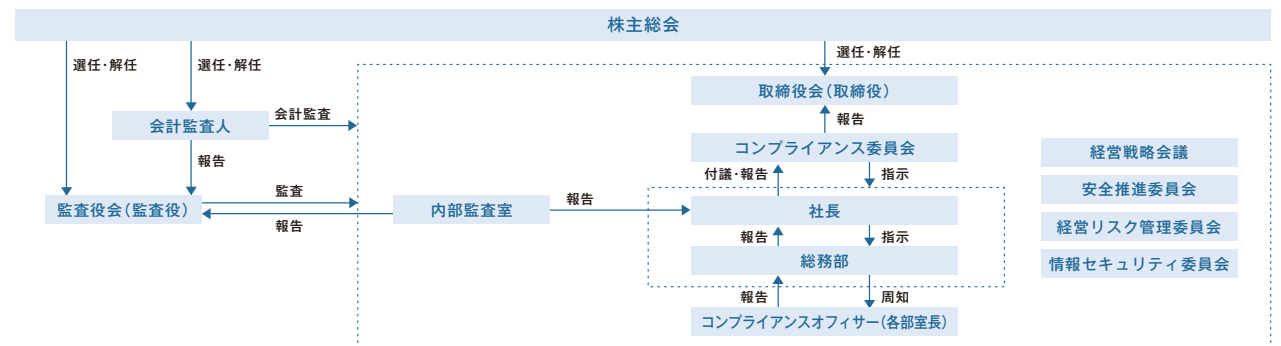 株主総会
選任・解任
選任・解任
選任・解任
取締役会（取締役）
会計監査人
会計監査
報告
コンプライアンス委員会
経営戦略会議
報告
付議・報告
指示
安全推進委員会
監査
監査役会（監査役）
報告
内部監査室
報告
社長
経営リスク管理委員会
報告
指示
総務部
情報セキュリティ委員会
報告
周知
コンプライアンスオフィサー（各部室長）